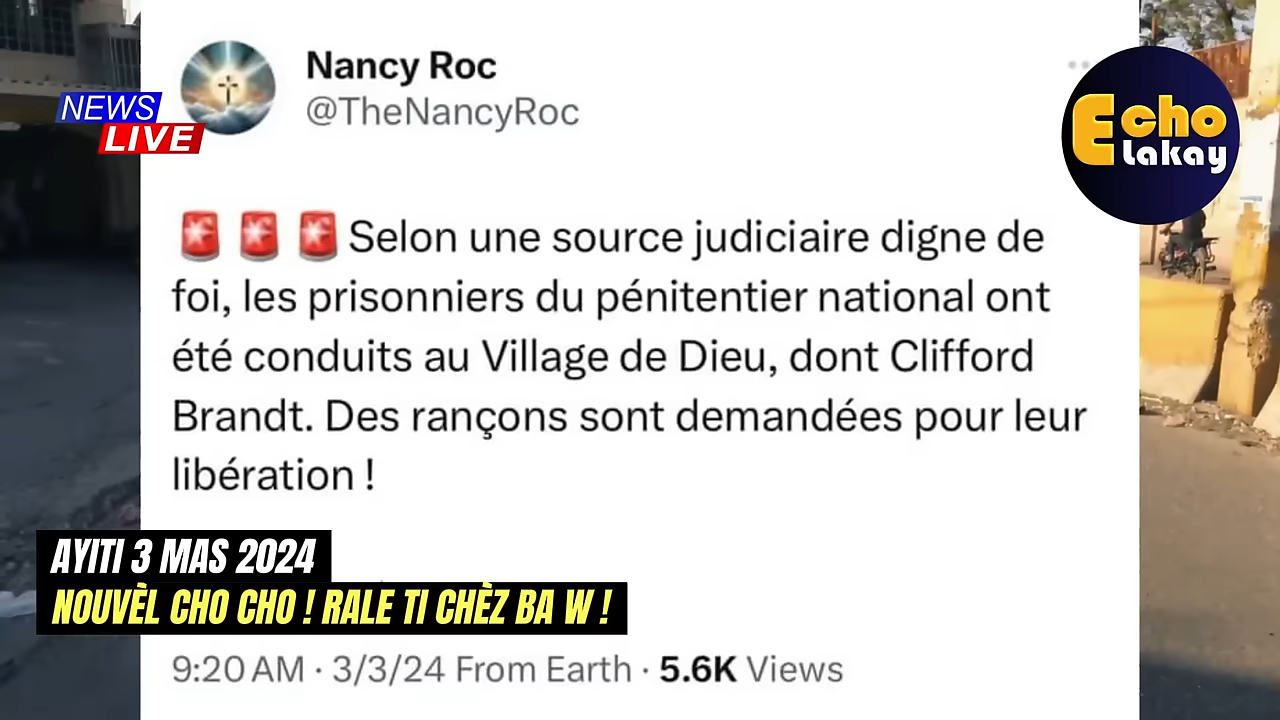 Nancy Roc
@TheNancyRoc
NEWS
LIVE
Echo
Lakay
🚨🚨🚨 Selon une source judiciaire digne de
foi, les prisonniers du pénitentier national ont
été conduits au Village de Dieu, dont Clifford
Brandt. Des rançons sont demandées pour leur
libération !
AYITI 3 MAS 2024
NOUVÈL CHO CHO ! RALE TI CHÈZ BA W !
9:20 AM · 3/3/24 From Earth · 5.6K Views